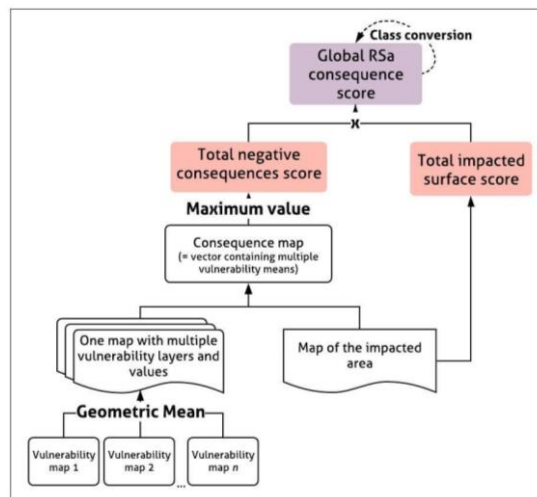 Class conversion
Global RSa
consequence
score
x
Total negative
consequences score
Total impacted
surface score
Maximum value
Consequence map
(= vector containing multiple
vulnerability means)
One map with multiple
vulnerability layers and
values
Map of the impacted
area
Geometric Mean
Vulnerability
map 1
Vulnerability
map 2
...
Vulnerability
map n